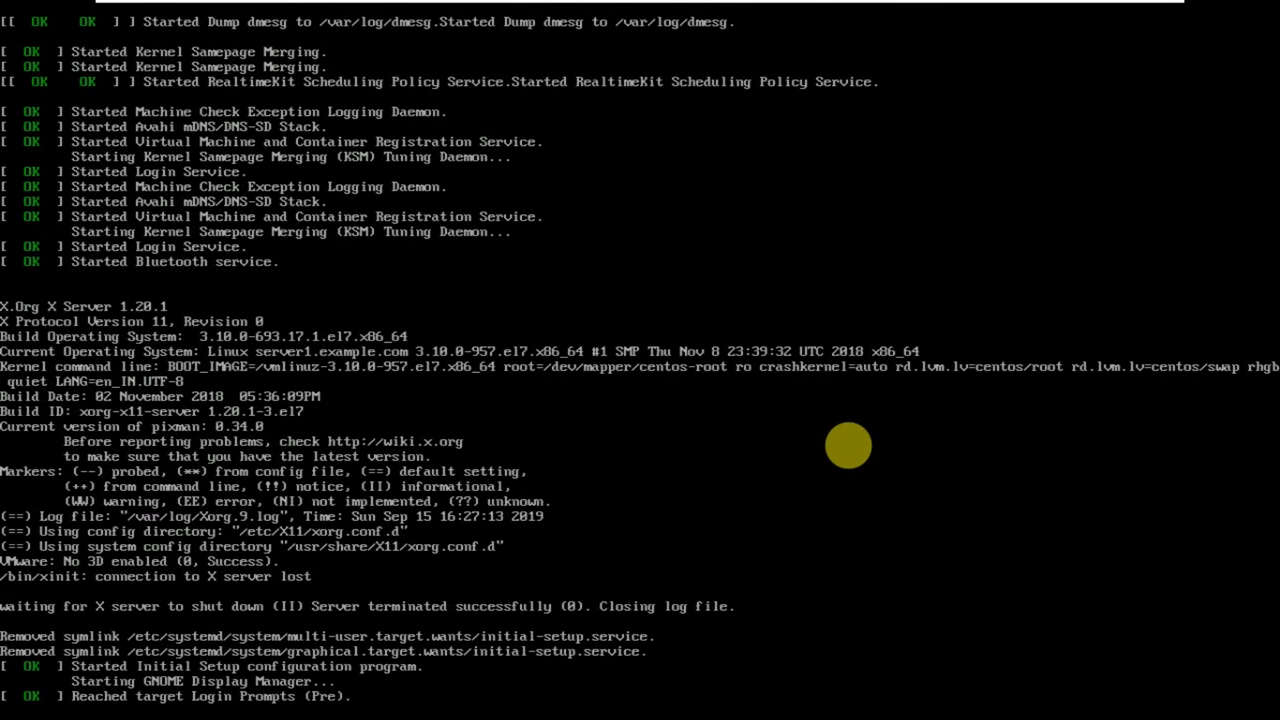 [[  OK    OK  ] ] Started Dump dmesg to /var/log/dmesg.Started Dump dmesg to /var/log/dmesg.
[  OK  ] Started Kernel Samepage Merging.
[  OK  ] Started Kernel Samepage Merging.
[[  OK    OK  ] ] Started RealtimeKit Scheduling Policy Service.Started RealtimeKit Scheduling Policy Service.
[  OK  ] Started Machine Check Exception Logging Daemon.
[  OK  ] Started Avahi mDNS/DNS-SD Stack.
[  OK  ] Started Virtual Machine and Container Registration Service.
         Starting Kernel Samepage Merging (KSM) Tuning Daemon...
[  OK  ] Started Login Service.
[  OK  ] Started Machine Check Exception Logging Daemon.
[  OK  ] Started Avahi mDNS/DNS-SD Stack.
[  OK  ] Started Virtual Machine and Container Registration Service.
         Starting Kernel Samepage Merging (KSM) Tuning Daemon...
[  OK  ] Started Login Service.
[  OK  ] Started Bluetooth service.
X.Org X Server 1.20.1
X Protocol Version 11, Revision 0
Build Operating System:  3.10.0-693.17.1.el7.x86_64
Current Operating System: Linux server1.example.com 3.10.0-957.el7.x86_64 #1 SMP Thu Nov 8 23:39:32 UTC 2018 x86_64
Kernel command line: BOOT_IMAGE=/vmlinuz-3.10.0-957.el7.x86_64 root=/dev/mapper/centos-root ro crashkernel=auto rd.lvm.lv=centos/root rd.lvm.lv=centos/swap rhgb
 quiet LANG=en_IN.UTF-8
Build Date: 02 November 2018  05:36:09PM
Build ID: xorg-x11-server 1.20.1-3.el7
Current version of pixman: 0.34.0
        Before reporting problems, check http://wiki.x.org
        to make sure that you have the latest version.
Markers: (--) probed, (**) from config file, (==) default setting,
        (++) from command line, (!!) notice, (II) informational,
        (WW) warning, (EE) error, (NI) not implemented, (??) unknown.
(==) Log file: "/var/log/Xorg.9.log", Time: Sun Sep 15 16:27:13 2019
(==) Using config directory: "/etc/X11/xorg.conf.d"
(==) Using system config directory "/usr/share/X11/xorg.conf.d"
VMware: No 3D enabled (0, Success).
/bin/xinit: connection to X server lost
waiting for X server to shut down (II) Server terminated successfully (0). Closing log file.
Removed symlink /etc/systemd/system/multi-user.target.wants/initial-setup.service.
Removed symlink /etc/systemd/system/graphical.target.wants/initial-setup.service.
[  OK  ] Started Initial Setup configuration program.
         Starting GNOME Display Manager...
[  OK  ] Reached target Login Prompts (Pre).